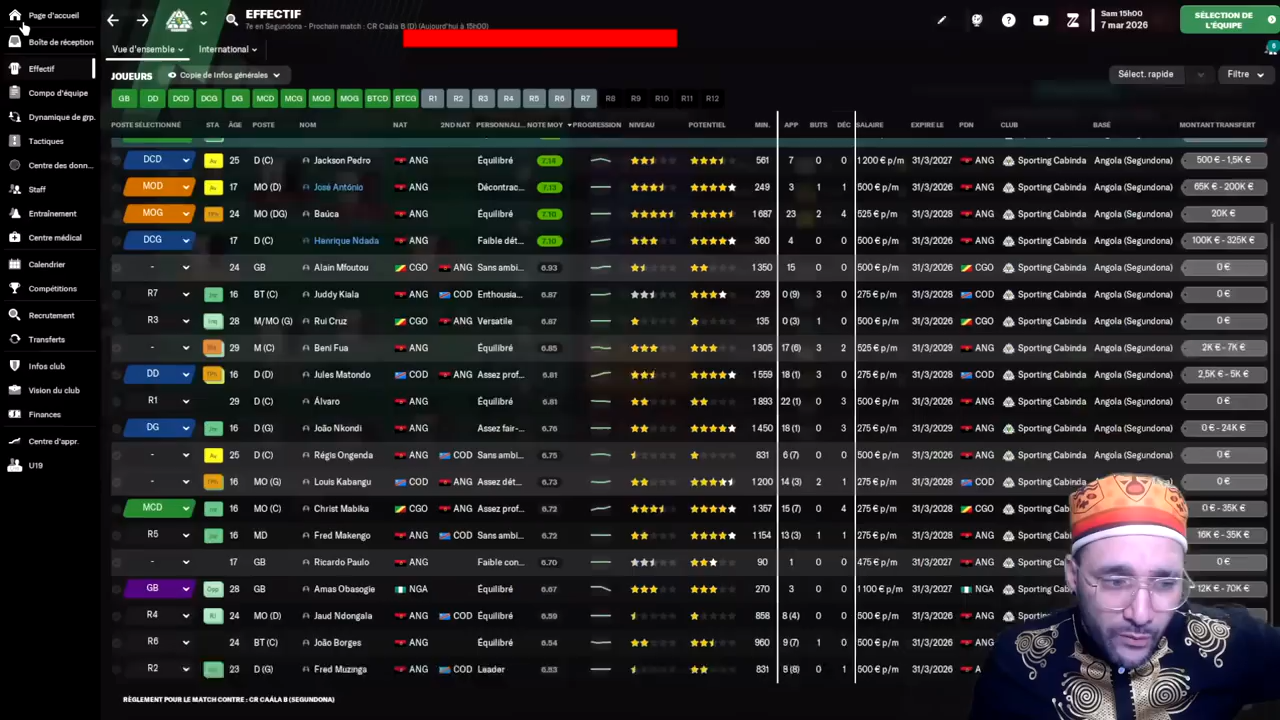 Page d'accueil
Boîte de réception
Effectif
Compo d'équipe
Dynamique de grp.
Tactiques
Centre des donn...
Staff
Entraînement
Centre médical
Calendrier
Compétitions
Recrutement
Transferts
Infos club
Vision du club
Finances
Centre d'appr.
U19
EFFECTIF
7e en Segundona - Prochain match : CR Caála B (D) (Aujourd'hui à 15h00)
Sam 15h00
7 mar 2026
SÉLECTION DE L'ÉQUIPE
Vue d'ensemble International
JOUEURS Copie de Infos générales Sélect. rapide Filtre
GB DD DCD DCG DG MCD MCG MOD MOG BTCD BTCG R1 R2 R3 R4 R5 R6 R7 R8 R9 R10 R11 R12
POSTE SÉLECTIONNÉ STA ÂGE POSTE NOM NAT 2ND NAT PERSONNALI... NOTE MOY PROGRESSION NIVEAU POTENTIEL MIN. APP BUTS DÉC SALAIRE EXPIRE LE PDN CLUB BASÉ MONTANT TRANSFERT
DCD 25 D (C) Jackson Pedro ANG Équilibré 7.14 561 7 0 0 1 200 € p/m 31/3/2027 ANG Sporting Cabinda Angola (Segundona) 500 € - 1,5K €
MOD 17 MO (D) José António ANG Décontrac... 7.13 249 3 1 1 500 € p/m 31/3/2026 ANG Sporting Cabinda Angola (Segundona) 65K € - 200K €
MOG 24 MO (DG) Baúca ANG Équilibré 7.10 1 687 23 2 4 525 € p/m 31/3/2028 ANG Sporting Cabinda Angola (Segundona) 20K €
DCG 17 D (C) Henrique Ndada ANG Faible dét... 7.10 360 4 0 0 500 € p/m 31/3/2026 ANG Sporting Cabinda Angola (Segundona) 100K € - 325K €
- 24 GB Alain Mfoutou CGO ANG Sans ambi... 6.93 1 350 15 0 0 500 € p/m 31/3/2026 CGO Sporting Cabinda Angola (Segundona) 0 €
R7 16 BT (C) Juddy Kiala ANG COD Enthousia... 6.87 239 0 (9) 3 0 275 € p/m 31/3/2028 COD Sporting Cabinda Angola (Segundona) 0 €
R3 28 M/MO (G) Rui Cruz CGO ANG Versatile 6.87 135 0 (3) 1 0 500 € p/m 31/3/2026 CGO Sporting Cabinda Angola (Segundona) 0 €
- 29 M (C) Beni Fua ANG Équilibré 6.85 1 305 17 (6) 3 2 525 € p/m 31/3/2029 ANG Sporting Cabinda Angola (Segundona) 2K € - 7K €
DD 16 D (D) Jules Matondo COD ANG Assez prof... 6.81 1 559 18 (1) 3 2 275 € p/m 31/3/2028 COD Sporting Cabinda Angola (Segundona) 2,5K € - 5K €
R1 29 D (C) Álvaro ANG Équilibré 6.81 1 893 22 (1) 0 3 500 € p/m 31/3/2026 ANG Sporting Cabinda Angola (Segundona) 0 €
DG 16 D (G) João Nkondi ANG Assez fair-... 6.76 1 450 18 (1) 0 3 275 € p/m 31/3/2029 ANG Sporting Cabinda Angola (Segundona) 0 € - 24K €
- 25 D (C) Régis Ongenda ANG COD Sans ambi... 6.75 831 6 (7) 0 0 500 € p/m 31/3/2026 ANG Sporting Cabinda Angola (Segundona) 0 €
- 16 MO (G) Louis Kabangu COD ANG Assez dét... 6.73 1 200 14 (3) 2 1 275 € p/m 31/3/2028 COD Sporting Cabinda Angola (Segundona) 0 €
MCD 16 MO (C) Christ Mabika CGO ANG Assez prof... 6.72 1 357 15 (7) 0 4 275 € p/m 31/3/2028 CGO Sporting Cab 0 € - 35K €
R5 16 MD Fred Makengo ANG COD Sans ambi... 6.72 1 154 13 (3) 1 1 275 € p/m 31/3/2028 ANG Sporting Cab 16K € - 35K €
- 17 GB Ricardo Paulo ANG Faible con... 6.70 90 1 0 0 475 € p/m 31/3/2027 ANG Sporting Cab 0 €
GB 28 GB Amas Obasogie NGA Équilibré 6.67 270 3 0 0 1 100 € p/m 31/3/2027 NGA Sporting Cab 12K € - 70K €
R4 24 MO (D) Jaud Ndongala ANG COD Équilibré 6.59 858 8 (4) 0 0 500 € p/m 31/3/2026 ANG Sporting Ca
R6 24 BT (C) João Borges ANG Équilibré 6.54 960 9 (7) 1 0 500 € p/m 31/3/2026 ANG Sporting
R2 23 D (G) Fred Muzinga ANG COD Leader 6.53 831 8 (8) 0 1 500 € p/m 31/3/2026 A
RÈGLEMENT POUR LE MATCH CONTRE : CR CAÁLA B (SEGUNDONA)